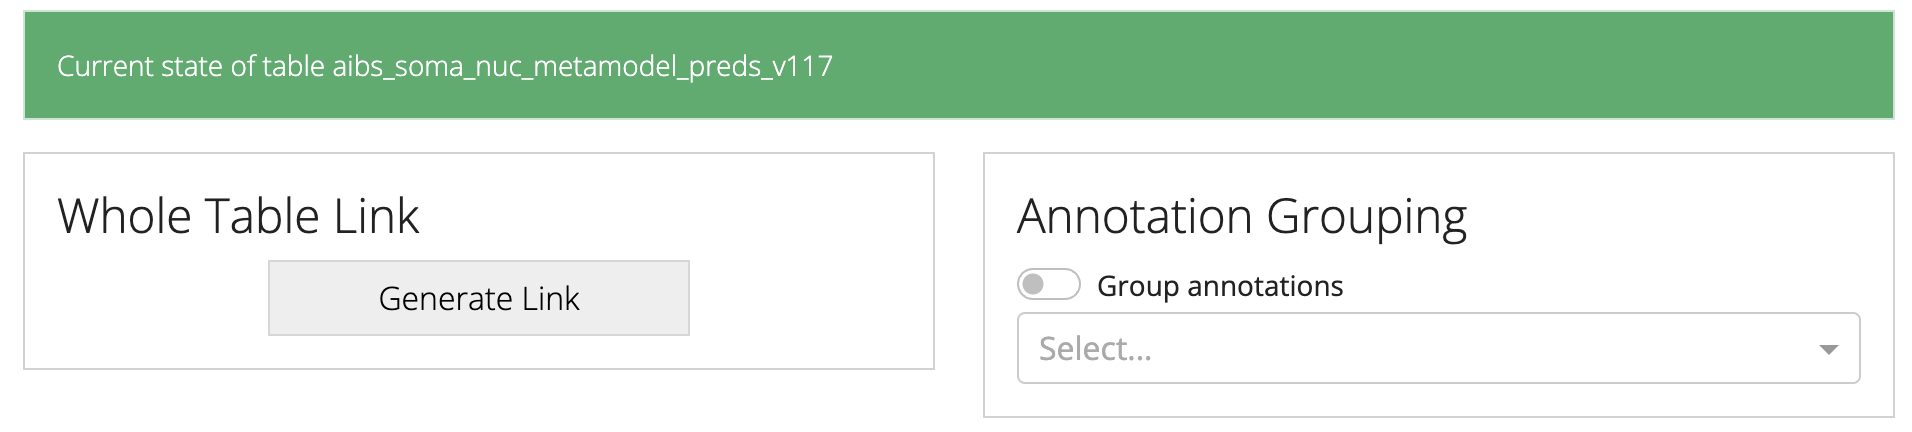 Current state of table aibs_soma_nuc_metamodel_preds_v117
Whole Table Link
Generate Link
Annotation Grouping
Group annotations
Select...